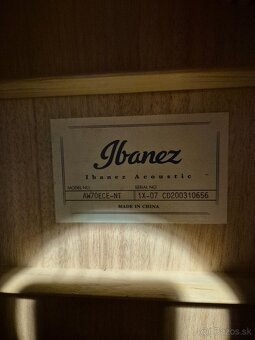 Ibanez
Ibanez Acoustic
MODEL NO. SERIAL NO.
AW70ECE-NT 1X-07 CD200310656
MADE IN CHINA